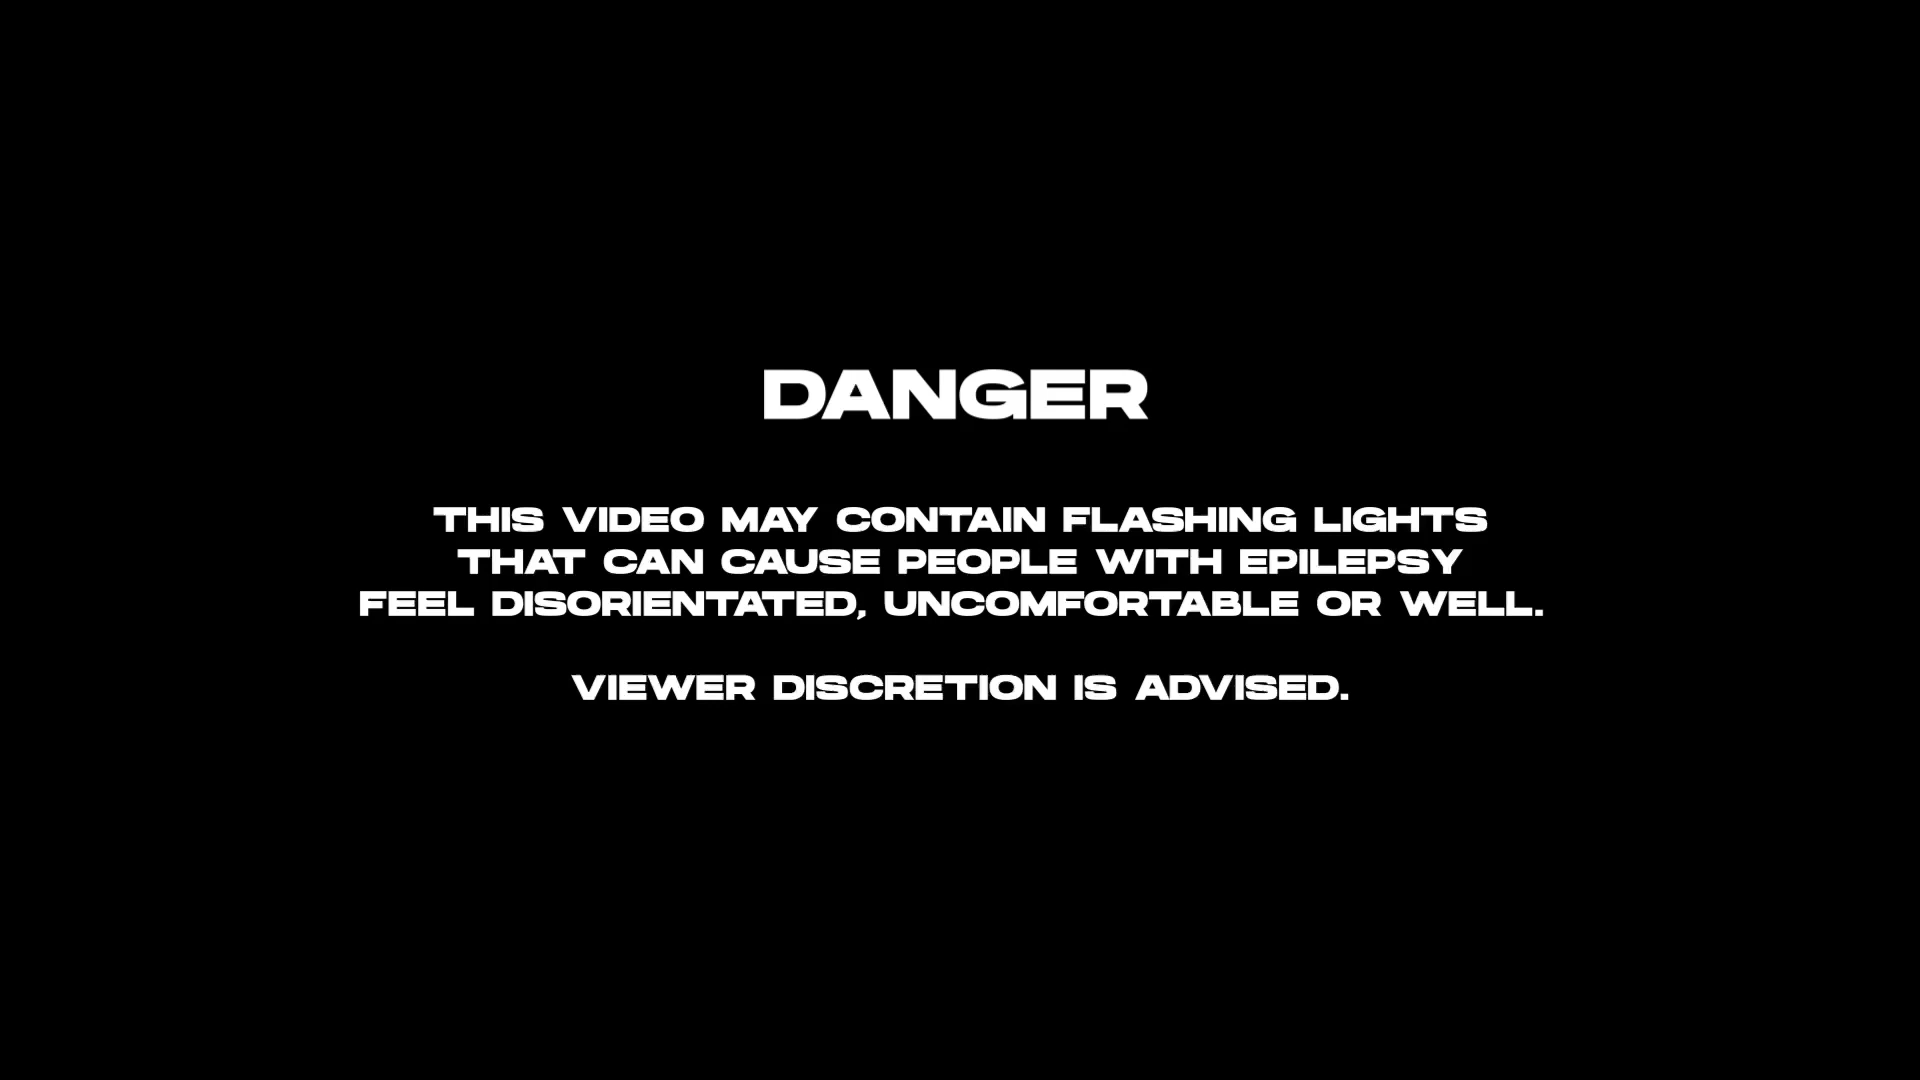 DANGER
THIS VIDEO MAY CONTAIN FLASHING LIGHTS
THAT CAN CAUSE PEOPLE WITH EPILEPSY
FEEL DISORIENTATED, UNCOMFORTABLE OR WELL.
VIEWER DISCRETION IS ADVISED.